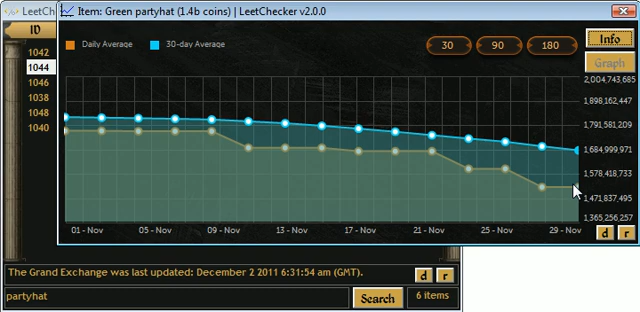 LeetChe
Item: Green partyhat (1.4b coins) | LeetChecker v2.0.0
ID
1042
1044
1046
1038
1048
1040
Daily Average
30-day Average
30
90
180
Info
Graph
2,004,743,685
1,898,162,447
1,791,581,209
1,684,999,971
1,578,418,733
1,471,837,495
1,365,256,257
01 - Nov
05 - Nov
09 - Nov
13 - Nov
17 - Nov
21 - Nov
25 - Nov
29 - Nov
d
r
The Grand Exchange was last updated: December 2 2011 6:31:54 am (GMT).
d
r
partyhat
Search
6 items